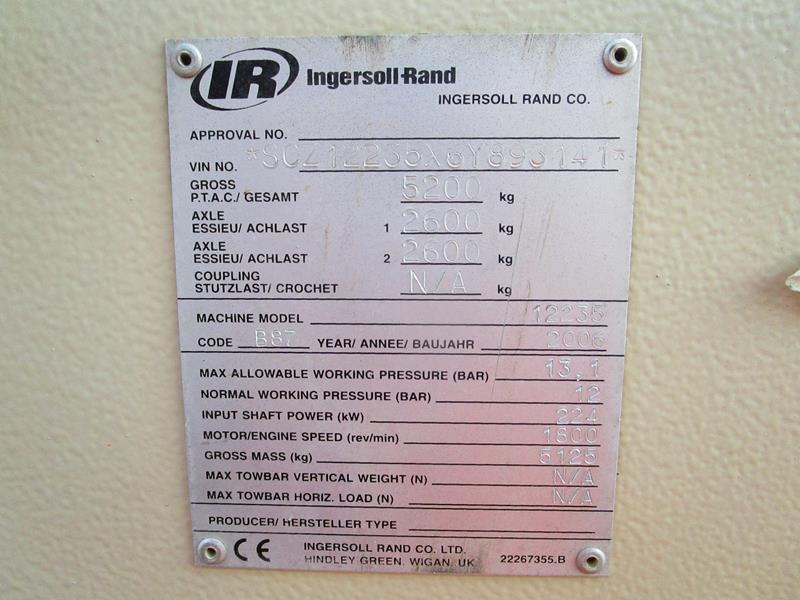 IR Ingersoll-Rand
INGERSOLL RAND CO.
APPROVAL NO.
VIN NO. *SCZ12235X6Y893141*
GROSS
P.T.A.C./ GESAMT 5200 kg
AXLE
ESSIEU/ ACHLAST 1 2600 kg
AXLE
ESSIEU/ ACHLAST 2 2600 kg
COUPLING
STUTZLAST/ CROCHET N/A kg
MACHINE MODEL 12235
CODE B87 YEAR/ ANNEE/ BAUJAHR 2006
MAX ALLOWABLE WORKING PRESSURE (BAR) 13,1
NORMAL WORKING PRESSURE (BAR) 12
INPUT SHAFT POWER (kW) 224
MOTOR/ENGINE SPEED (rev/min) 1800
GROSS MASS (kg) 5125
MAX TOWBAR VERTICAL WEIGHT (N) N/A
MAX TOWBAR HORIZ. LOAD (N) N/A
PRODUCER/ HERSTELLER TYPE
CE INGERSOLL RAND CO. LTD.
HINDLEY GREEN, WIGAN, UK 22267355.B